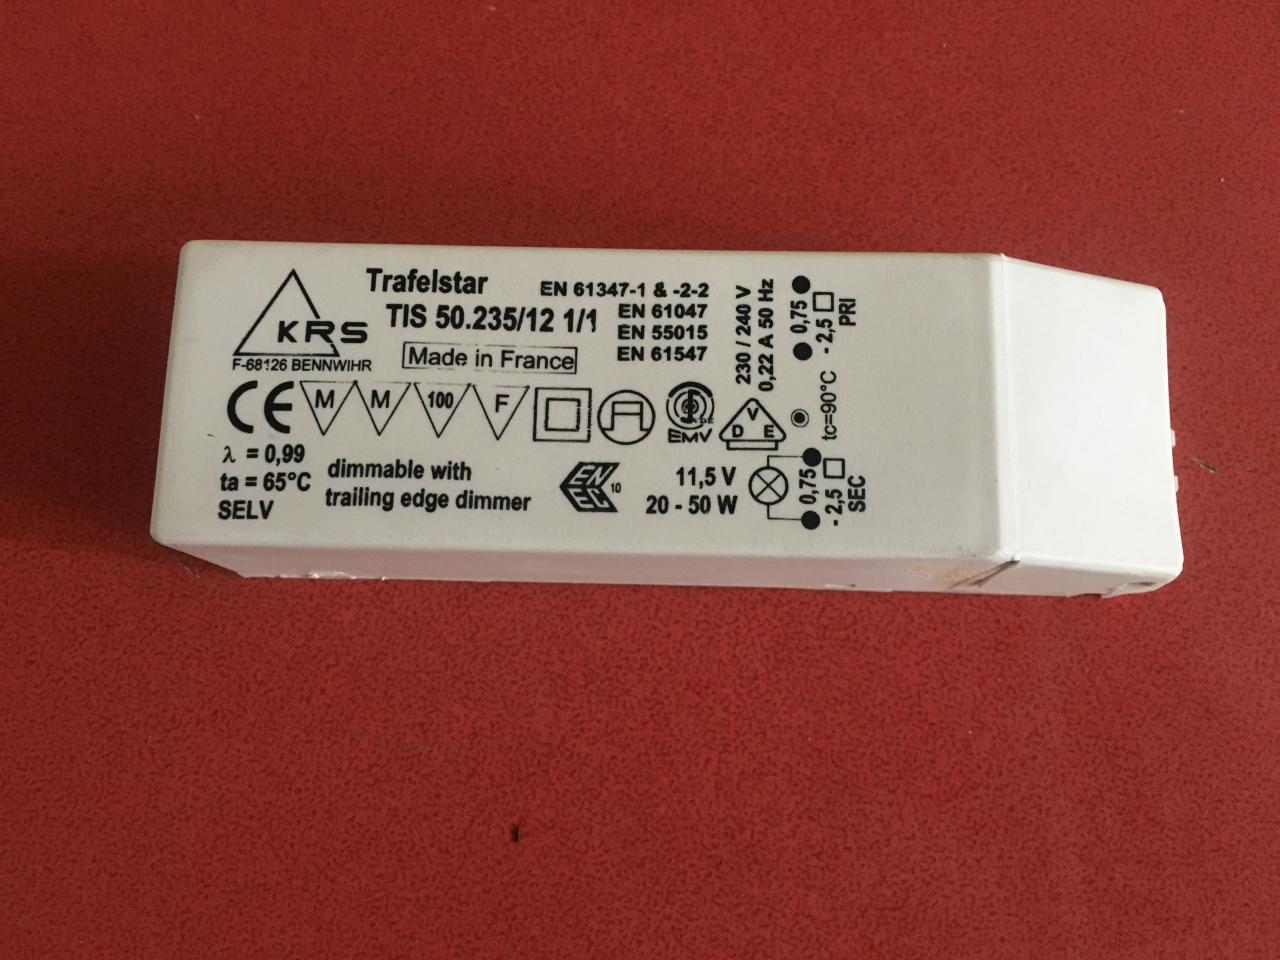 KRS
F-68126 BENNWIHR
Trafelstar
TIS 50.235/12 1/1
Made in France
EN 61347-1 & -2-2
EN 61047
EN 55015
EN 61547
230 / 240 V
0,22 A 50 Hz
0,75 - 2,5
PRI
CE
M
M
100
F
EMV
VDE
tc=90°C
λ = 0,99
ta = 65°C
SELV
dimmable with
trailing edge dimmer
ENEC
10
11,5 V
20 - 50 W
0,75 - 2,5
SEC